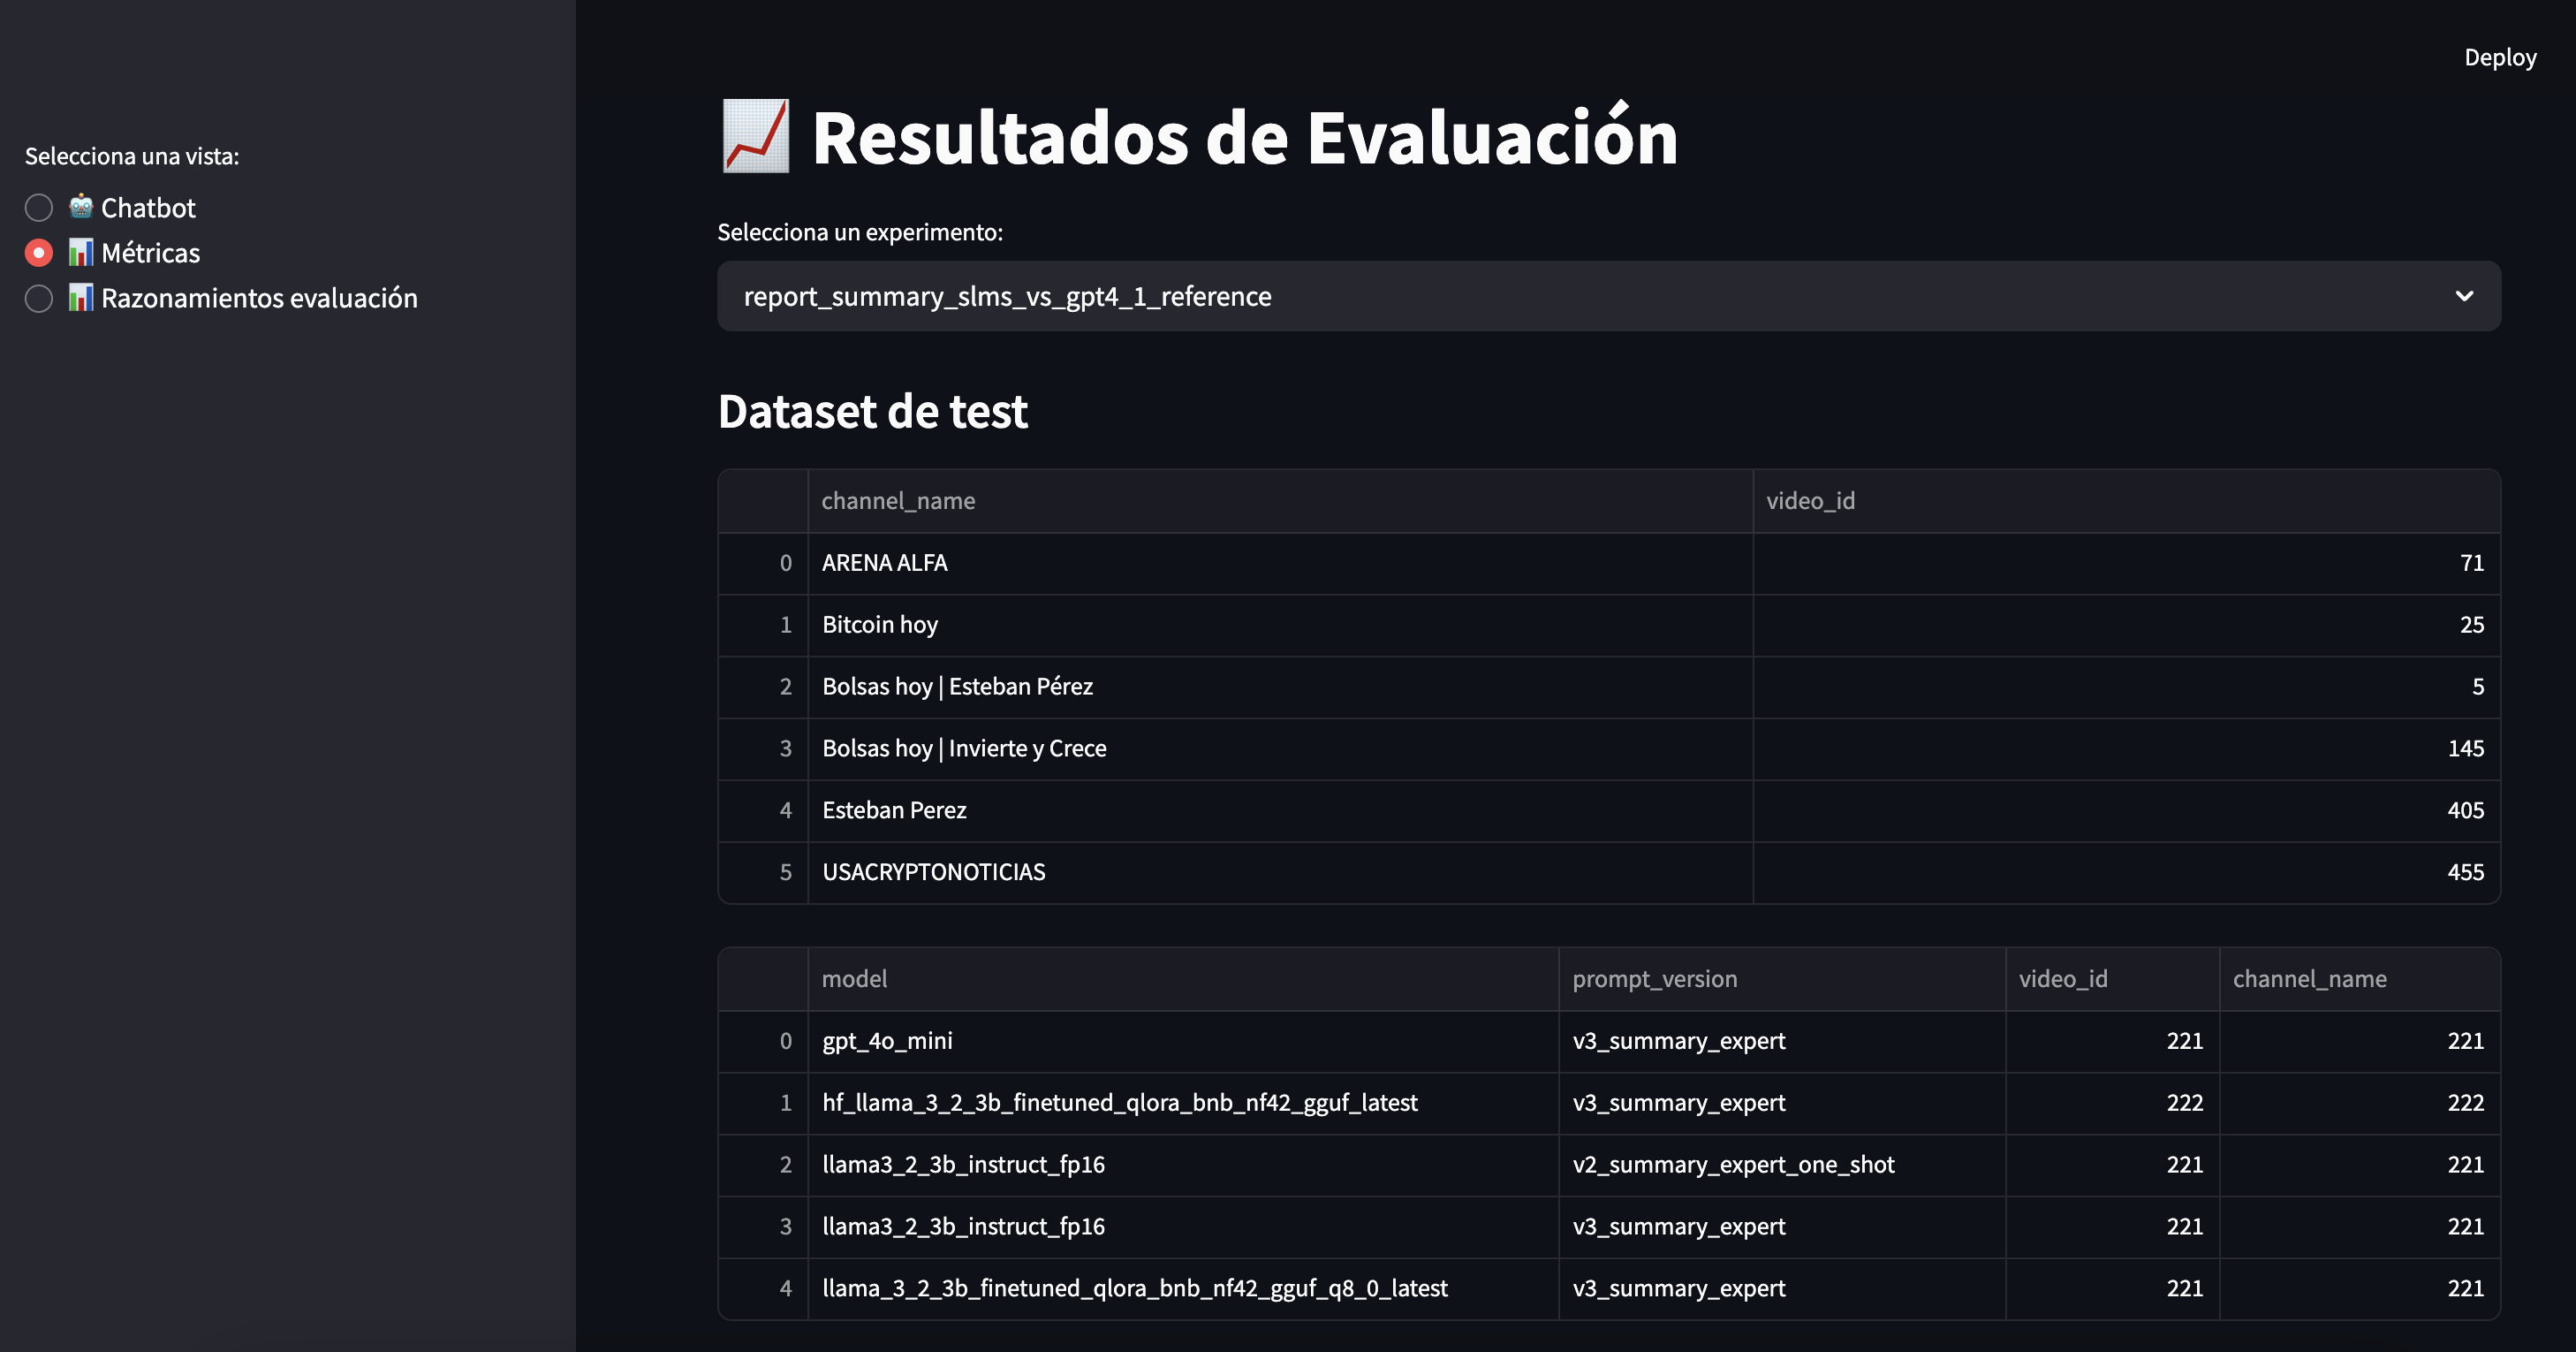 Deploy
Selecciona una vista:
🤖 Chatbot
📊 Métricas
📊 Razonamientos evaluación
📈 Resultados de Evaluación
Selecciona un experimento:
report_summary_slms_vs_gpt4_1_reference
Dataset de test
channel_name video_id
0 ARENA ALFA 71
1 Bitcoin hoy 25
2 Bolsas hoy | Esteban Pérez 5
3 Bolsas hoy | Invierte y Crece 145
4 Esteban Perez 405
5 USACRYPTONOTICIAS 455
model prompt_version video_id channel_name
0 gpt_4o_mini v3_summary_expert 221 221
1 hf_llama_3_2_3b_finetuned_qlora_bnb_nf42_gguf_latest v3_summary_expert 222 222
2 llama3_2_3b_instruct_fp16 v2_summary_expert_one_shot 221 221
3 llama3_2_3b_instruct_fp16 v3_summary_expert 221 221
4 llama_3_2_3b_finetuned_qlora_bnb_nf42_gguf_q8_0_latest v3_summary_expert 221 221